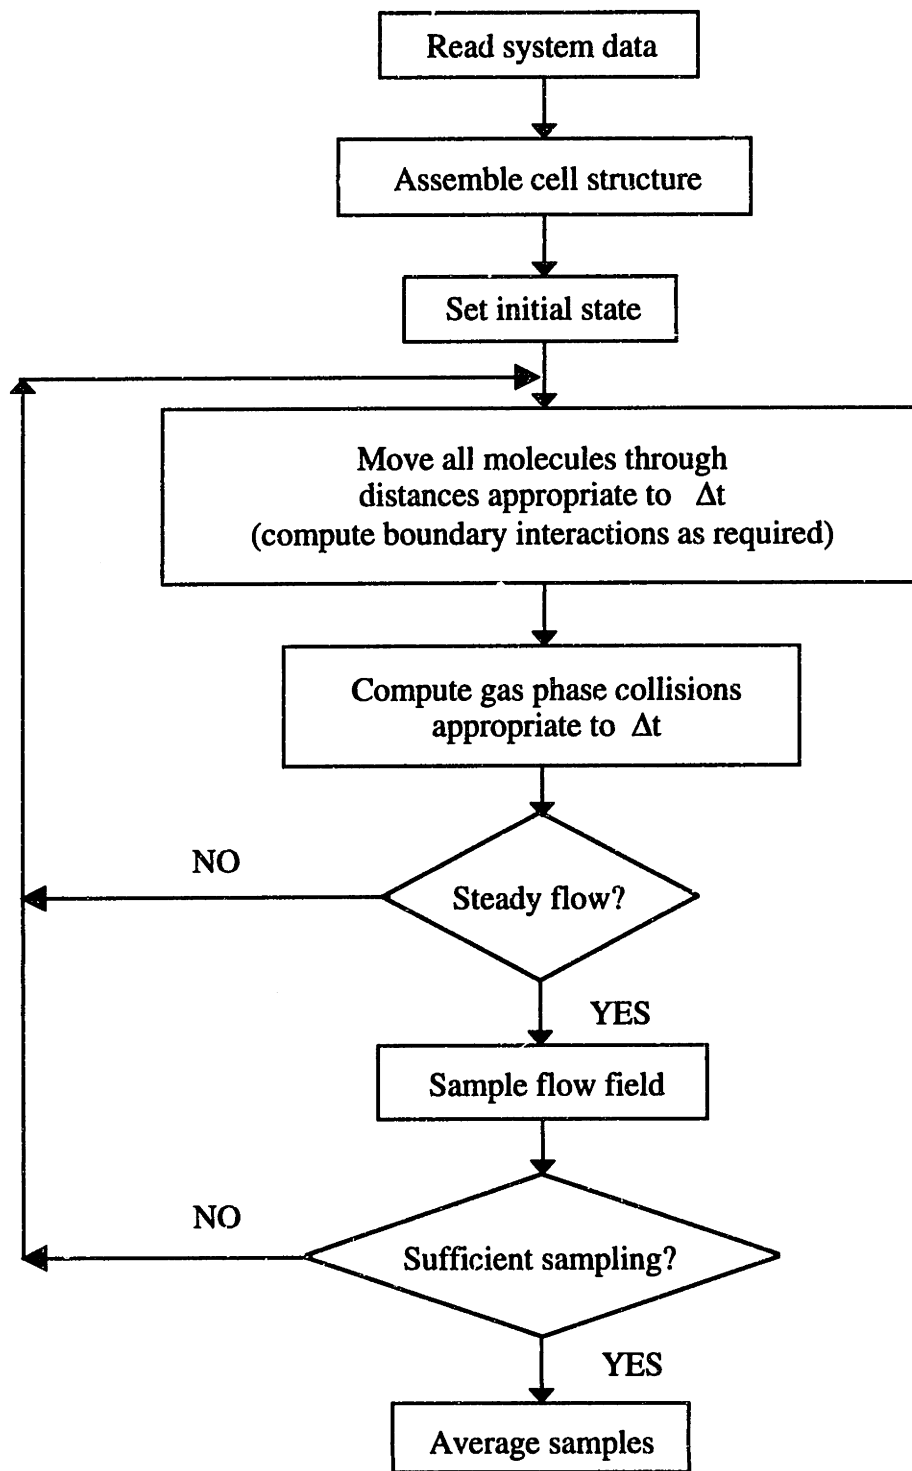 Read system data
Assemble cell structure
Set initial state
Move all molecules through
distances appropriate to Δt
(compute boundary interactions as required)
Compute gas phase collisions
appropriate to Δt
NO
Steady flow?
YES
Sample flow field
NO
Sufficient sampling?
YES
Average samples